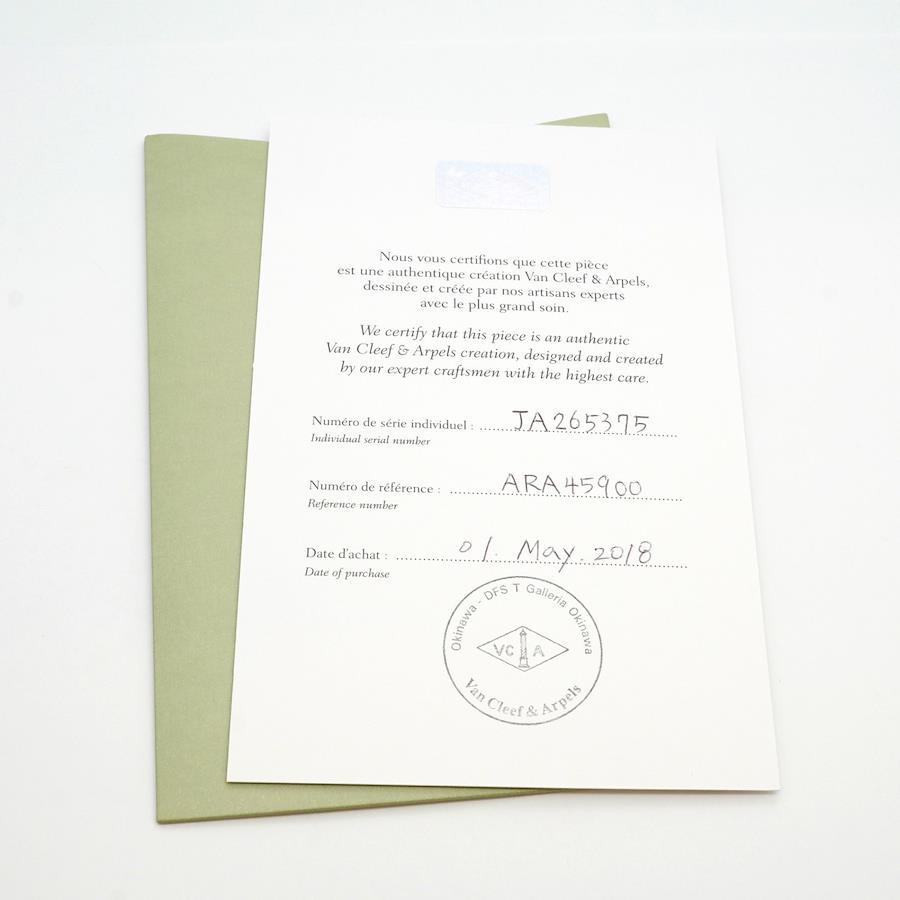 Nous vous certifions que cette pièce
est une authentique création Van Cleef & Arpels,
dessinée et créée par nos artisans experts
avec le plus grand soin.
We certify that this piece is an authentic
Van Cleef & Arpels creation, designed and created
by our expert craftsmen with the highest care.
Numéro de série individuel : JA265375
Individual serial number
Numéro de référence : ARA45900
Reference number
Date d'achat : 01. May. 2018
Date of purchase
Okinawa - DFS T Galleria Okinawa
VC A
Van Cleef & Arpels